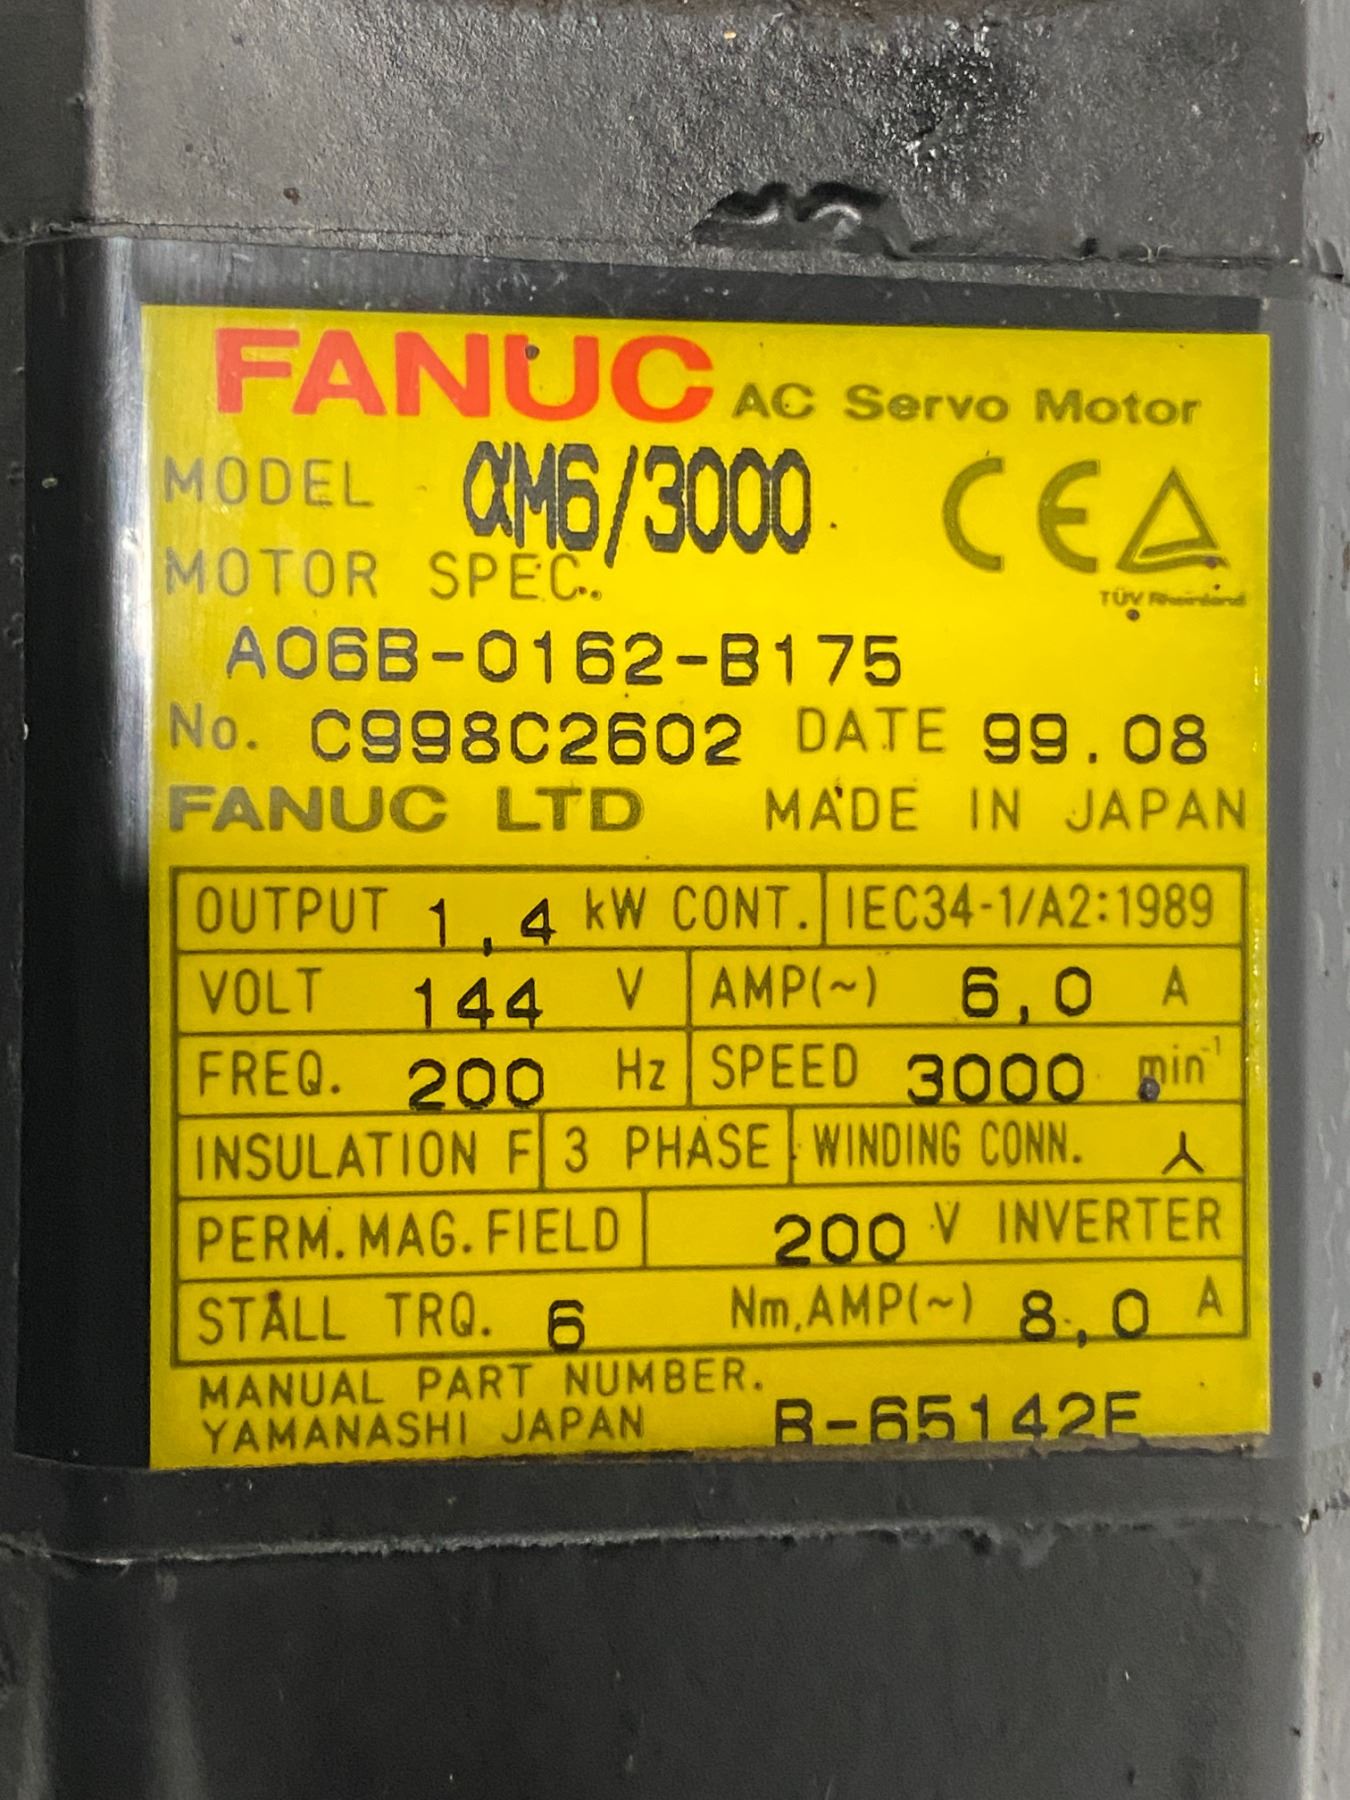 FANUC AC Servo Motor
MODEL αM6/3000
CE
MOTOR SPEC.
TÜV Rheinland
A06B-0162-B175
No. C998C2602 DATE 99.08
FANUC LTD MADE IN JAPAN
OUTPUT 1,4 kW CONT. IEC34-1/A2:1989
VOLT 144 V AMP(~) 6,0 A
FREQ. 200 Hz SPEED 3000 min⁻¹
INSULATION F 3 PHASE WINDING CONN.
PERM.MAG.FIELD 200 V INVERTER
STALL TRQ. 6 Nm,AMP(~) 8,0 A
MANUAL PART NUMBER.
YAMANASHI JAPAN B-65142E